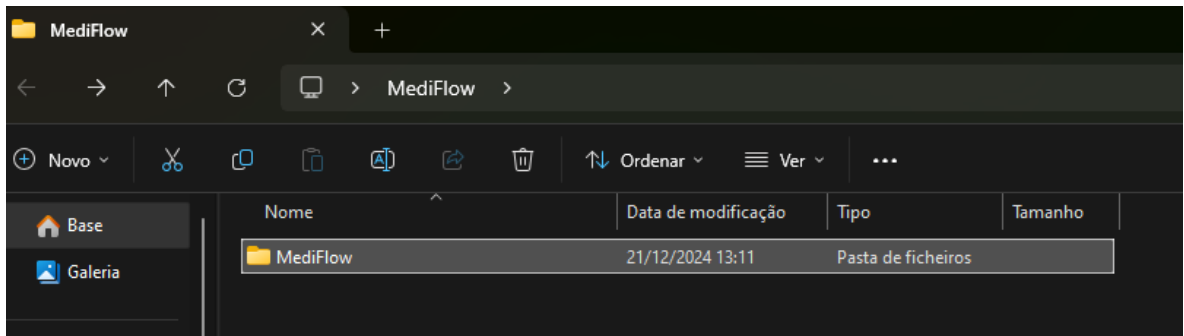 MediFlow
MediFlow
Novo
Ordenar
Ver
Base
Galeria
Nome Data de modificação Tipo Tamanho
MediFlow 21/12/2024 13:11 Pasta de ficheiros